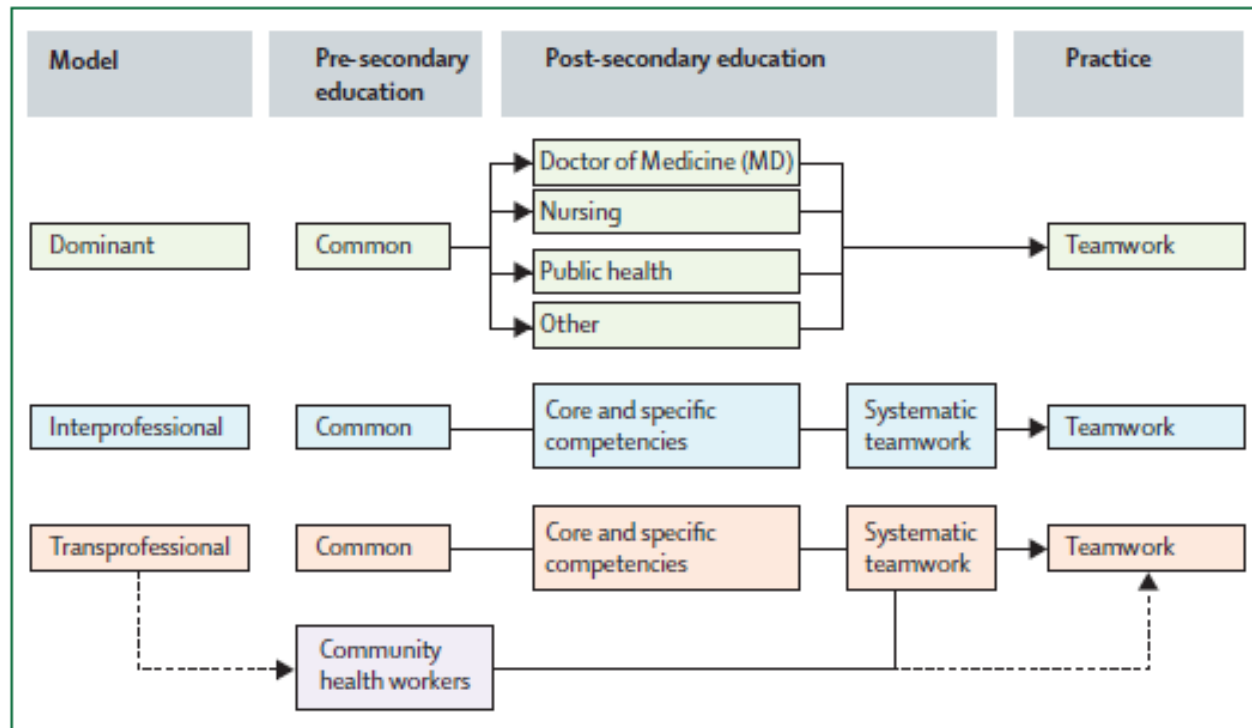 Model
Pre-secondary
education
Post-secondary education
Practice
Dominant
Common
Doctor of Medicine (MD)
Nursing
Public health
Other
Teamwork
Interprofessional
Common
Core and specific
competencies
Systematic
teamwork
Teamwork
Transprofessional
Common
Core and specific
competencies
Systematic
teamwork
Teamwork
Community
health workers